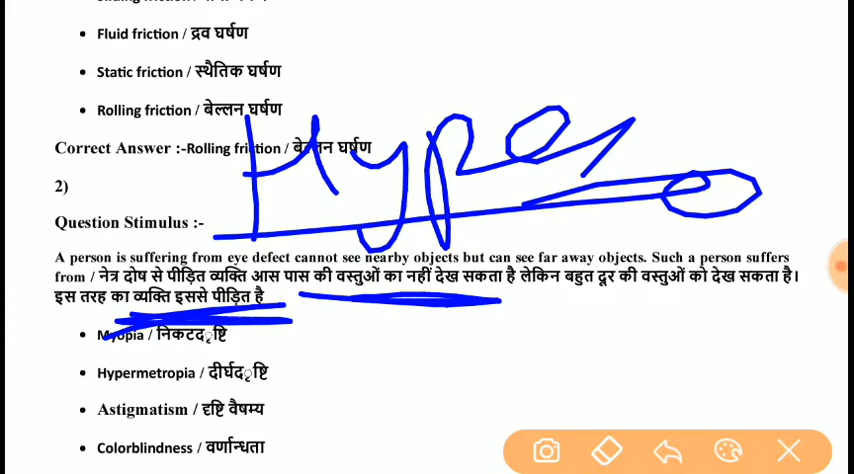 • Fluid friction / द्रव घर्षण
• Static friction / स्थैतिक घर्षण
• Rolling friction / बेल्लन घर्षण
Correct Answer :-Rolling friction / बेल्लन घर्षण
Hyper
2)
Question Stimulus :-
A person is suffering from eye defect cannot see nearby objects but can see far away objects. Such a person suffers
from / नेत्र दोष से पीड़ित व्यक्ति आस पास की वस्तुओं का नहीं देख सकता है लेकिन बहुत दूर की वस्तुओं को देख सकता है।
इस तरह का व्यक्ति इससे पीड़ित है
• Myopia / निकटदृष्टि
• Hypermetropia / दीर्घदृष्टि
• Astigmatism / दृष्टि वैषम्य
• Colorblindness / वर्णान्धता